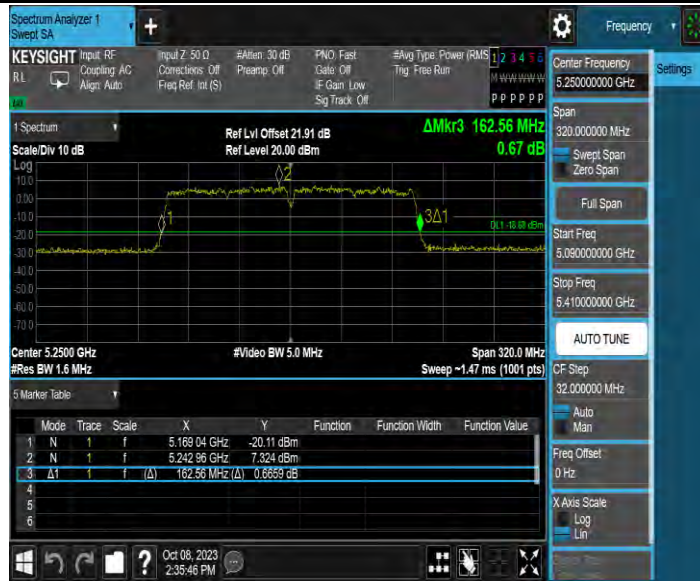 Spectrum Analyzer 1
Swept SA
+
Frequency
KEYSIGHT Input: RF Input Z: 50 Ω #Atten: 30 dB PNO: Fast #Avg Type: Power (RMS 1 2 3 4 5 6
RL Coupling: AC Corrections: Off Preamp: Off Gate: Off Trig: Free Run M W W W W W
Align: Auto Freq Ref: Int (S) IF Gain: Low
Sig Track: Off P P P P P P
1 Spectrum
Ref Lvl Offset 21.91 dB ΔMkr3 162.56 MHz
Scale/Div 10 dB Ref Level 20.00 dBm 0.67 dB
Log
10.0
0.00
-10.0
-20.0
-30.0
-40.0
-50.0
-60.0
-70.0
2
1
3Δ1
DL1 -18.68 dBm
Center 5.2500 GHz #Video BW 5.0 MHz Span 320.0 MHz
#Res BW 1.6 MHz Sweep ~1.47 ms (1001 pts)
5 Marker Table
Mode Trace Scale X Y Function Function Width Function Value
1 N 1 f 5.169 04 GHz -20.11 dBm
2 N 1 f 5.242 96 GHz 7.324 dBm
3 Δ1 1 f (Δ) 162.56 MHz (Δ) 0.6659 dB
4
5
6
?
Oct 08, 2023
2:35:46 PM
Center Frequency
5.250000000 GHz
Settings
Span
320.000000 MHz
Swept Span
Zero Span
Full Span
Start Freq
5.090000000 GHz
Stop Freq
5.410000000 GHz
AUTO TUNE
CF Step
32.000000 MHz
Auto
Man
Freq Offset
0 Hz
X Axis Scale
Log
Lin